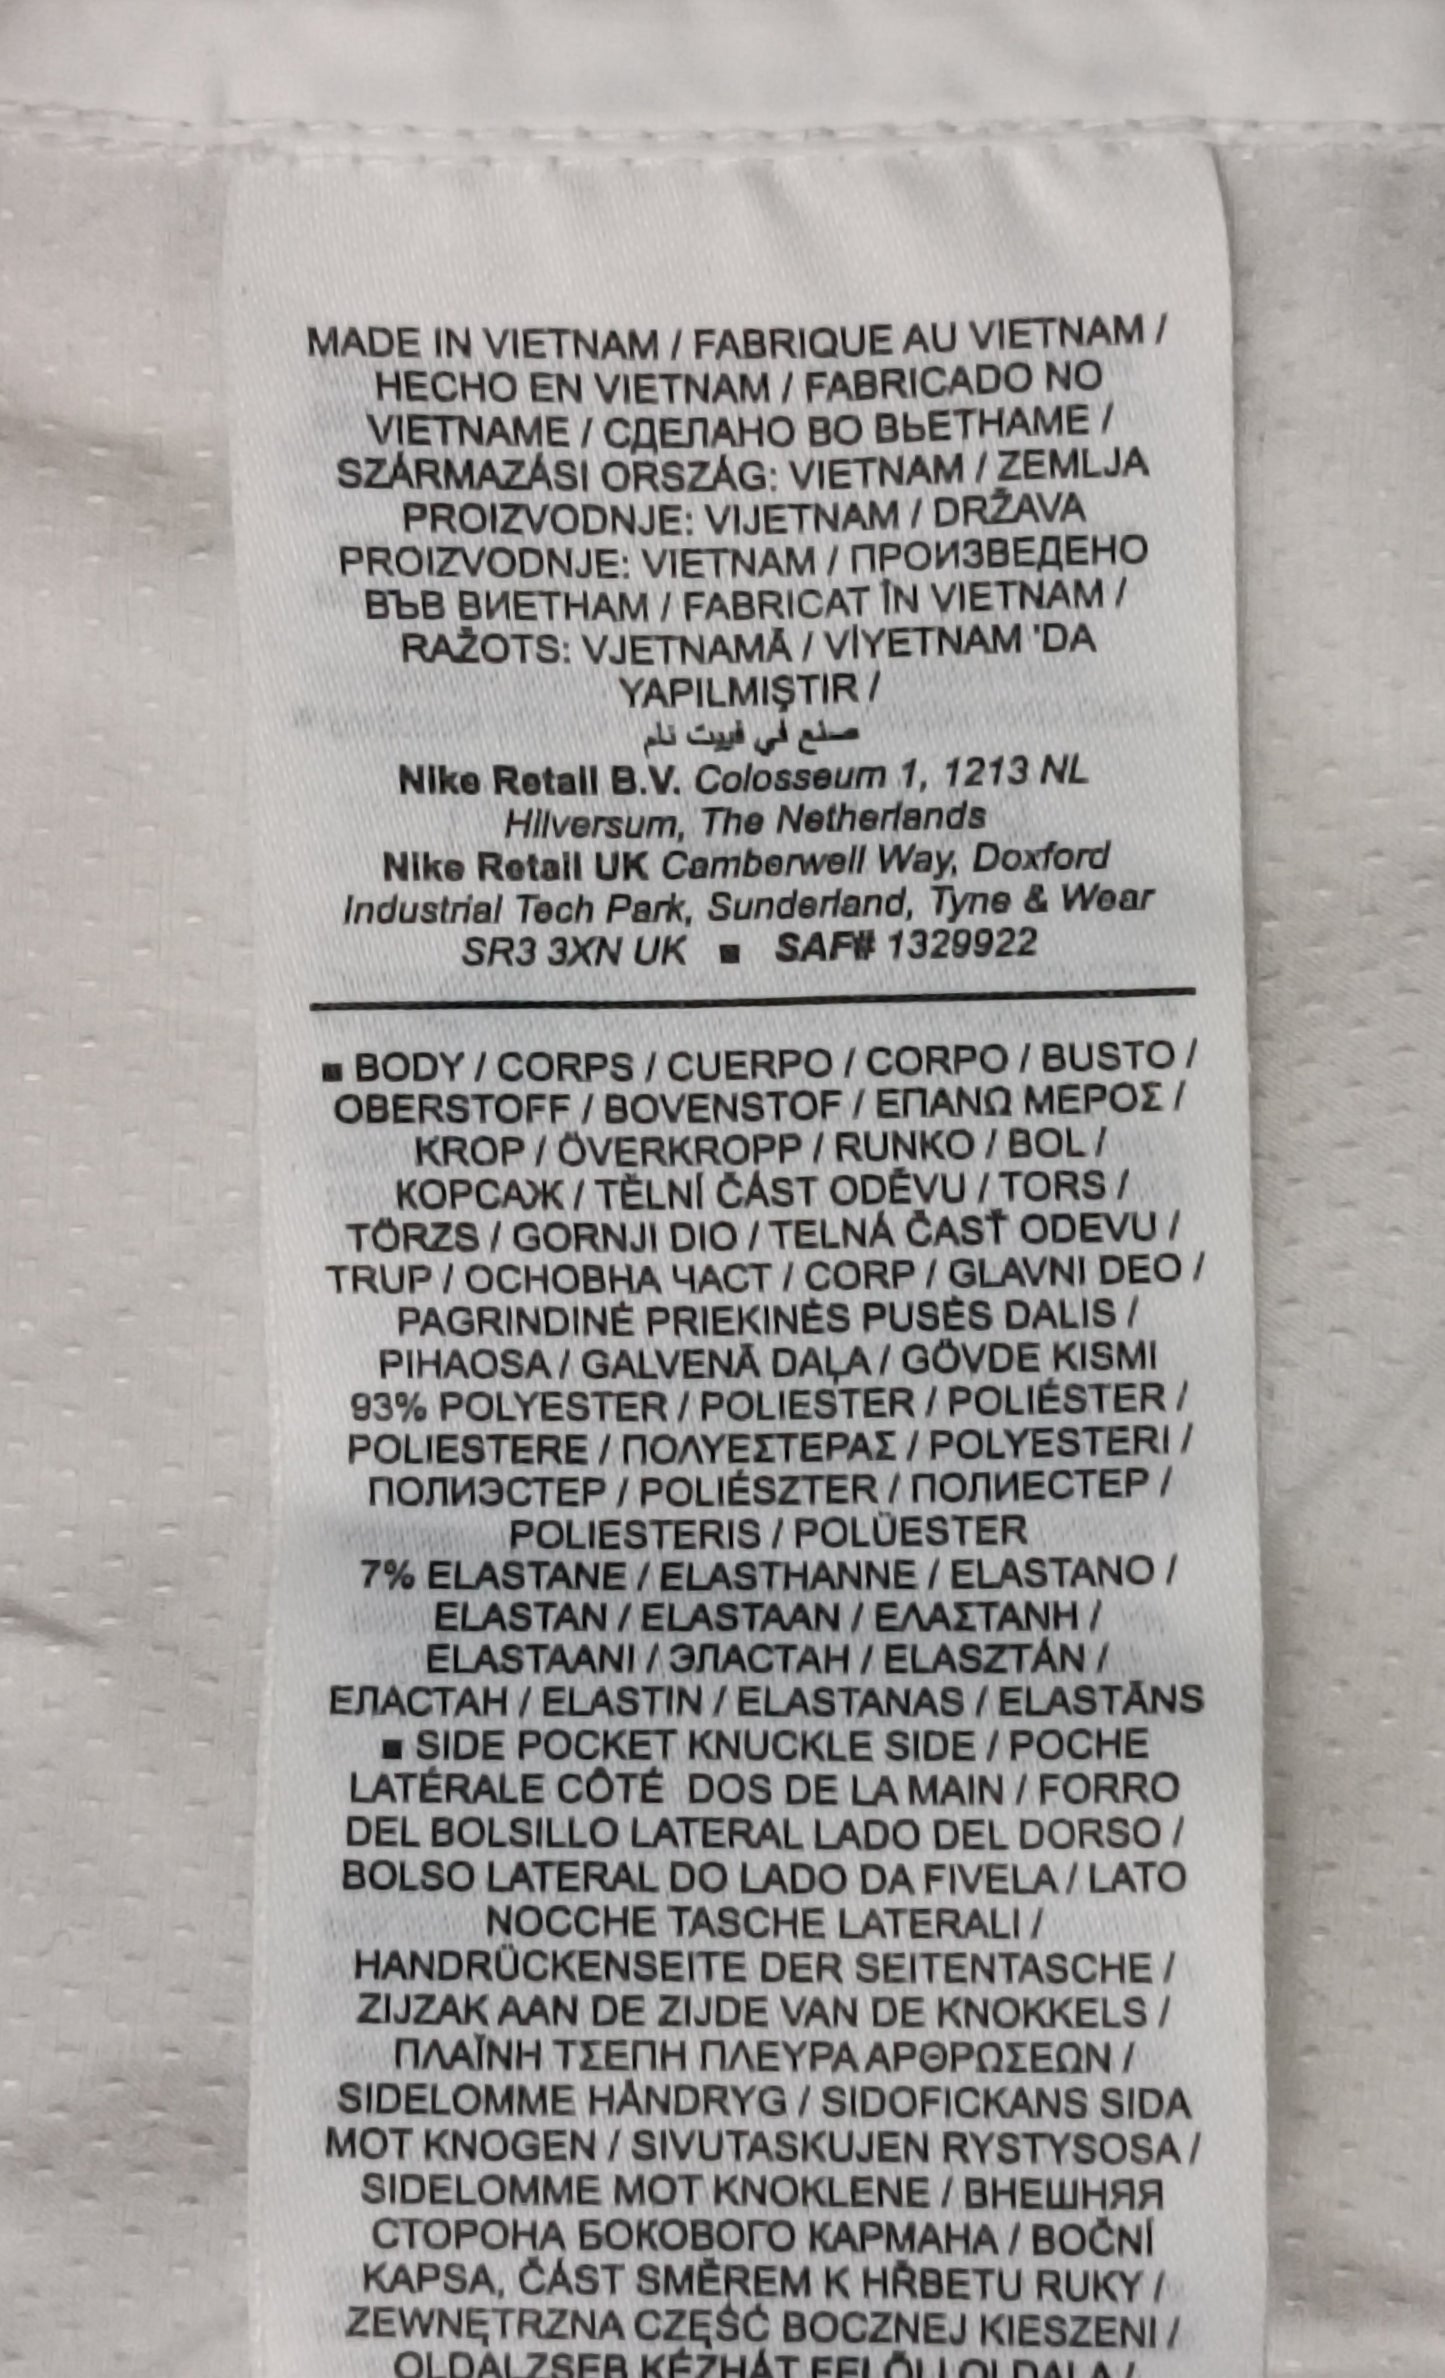 MADE IN VIETNAM / FABRIQUE AU VIETNAM /
HECHO EN VIETNAM / FABRICADO NO
VIETNAME / СДЕЛАНО ВО ВЬЕТНАМЕ /
SZÁRMAZÁSI ORSZÁG: VIETNAM / ZEMLJA
PROIZVODNJE: VIJETNAM / DRŽAVA
PROIZVODNJE: VIETNAM / ПРОИЗВЕДЕНО
ВЪВ ВИЕТНАМ / FABRICAT ÎN VIETNAM /
RAŽOTS: VJETNAMĀ / VİYETNAM 'DA
YAPILMIŞTIR /
صنع في فييت نام
Nike Retail B.V. Colosseum 1, 1213 NL
Hilversum, The Netherlands
Nike Retail UK Camberwell Way, Doxford
Industrial Tech Park, Sunderland, Tyne & Wear
SR3 3XN UK ■ SAF# 1329922
■ BODY / CORPS / CUERPO / CORPO / BUSTO /
OBERSTOFF / BOVENSTOF / ΕΠΑΝΩ ΜΕΡΟΣ /
KROP / ÖVERKROPP / RUNKO / BOL /
КОРСАЖ / TĚLNÍ ČÁST ODĚVU / TORS /
TÖRZS / GORNJI DIO / TELNÁ ČASŤ ODEVU /
TRUP / ОСНОВНА ЧАСТ / CORP / GLAVNI DEO /
PAGRINDINĖ PRIEKINĖS PUSĖS DALIS /
PIHAOSA / GALVENĀ DAĻA / GÖVDE KISMI
93% POLYESTER / POLIESTER / POLIÉSTER /
POLIESTERE / ΠΟΛΥΕΣΤΕΡΑΣ / POLYESTERI /
ПОЛИЭСТЕР / POLIÉSZTER / ПОЛИЕСТЕР /
POLIESTERIS / POLÜESTER
7% ELASTANE / ELASTHANNE / ELASTANO /
ELASTAN / ELASTAAN / ΕΛΑΣΤΑΝΗ /
ELASTAANI / ЭЛАСТАН / ELASZTÁN /
ЕЛАСТАН / ELASTIN / ELASTANAS / ELASTĀNS
■ SIDE POCKET KNUCKLE SIDE / POCHE
LATÉRALE CÔTÉ DOS DE LA MAIN / FORRO
DEL BOLSILLO LATERAL LADO DEL DORSO /
BOLSO LATERAL DO LADO DA FIVELA / LATO
NOCCHE TASCHE LATERALI /
HANDRÜCKENSEITE DER SEITENTASCHE /
ZIJZAK AAN DE ZIJDE VAN DE KNOKKELS /
ΠΛΑΪΝΗ ΤΣΕΠΗ ΠΛΕΥΡΑ ΑΡΘΡΩΣΕΩΝ /
SIDELOMME HÅNDRYG / SIDOFICKANS SIDA
MOT KNOGEN / SIVUTASKUJEN RYSTYSOSA /
SIDELOMME MOT KNOKLENE / ВНЕШНЯЯ
СТОРОНА БОКОВОГО КАРМАНА / BOČNÍ
KAPSA, ČÁST SMĚREM K HŘBETU RUKY /
ZEWNĘTRZNA CZĘŚĆ BOCZNEJ KIESZENI /
OLDALZSEB KÉZHÁT FELŐLI OLDALA /